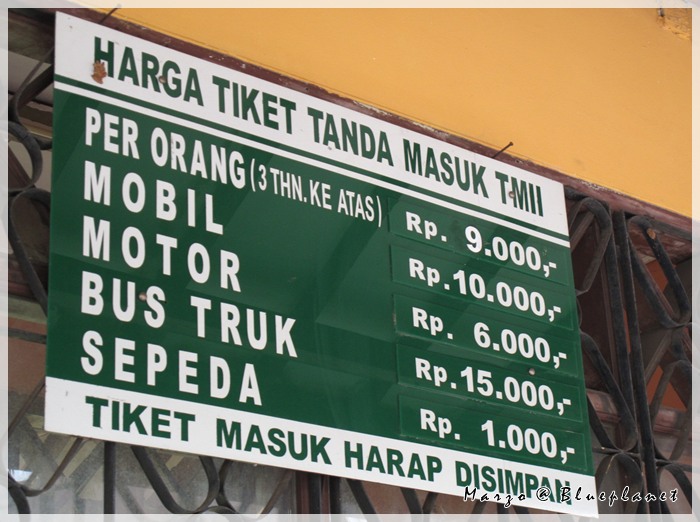 HARGA TIKET TANDA MASUK TMII
PER ORANG (3 THN. KE ATAS) Rp. 9.000,-
MOBIL Rp. 10.000,-
MOTOR Rp. 6.000,-
BUS TRUK Rp. 15.000,-
SEPEDA Rp. 1.000,-
TIKET MASUK HARAP DISIMPAN
Marzo @ Blueplanet